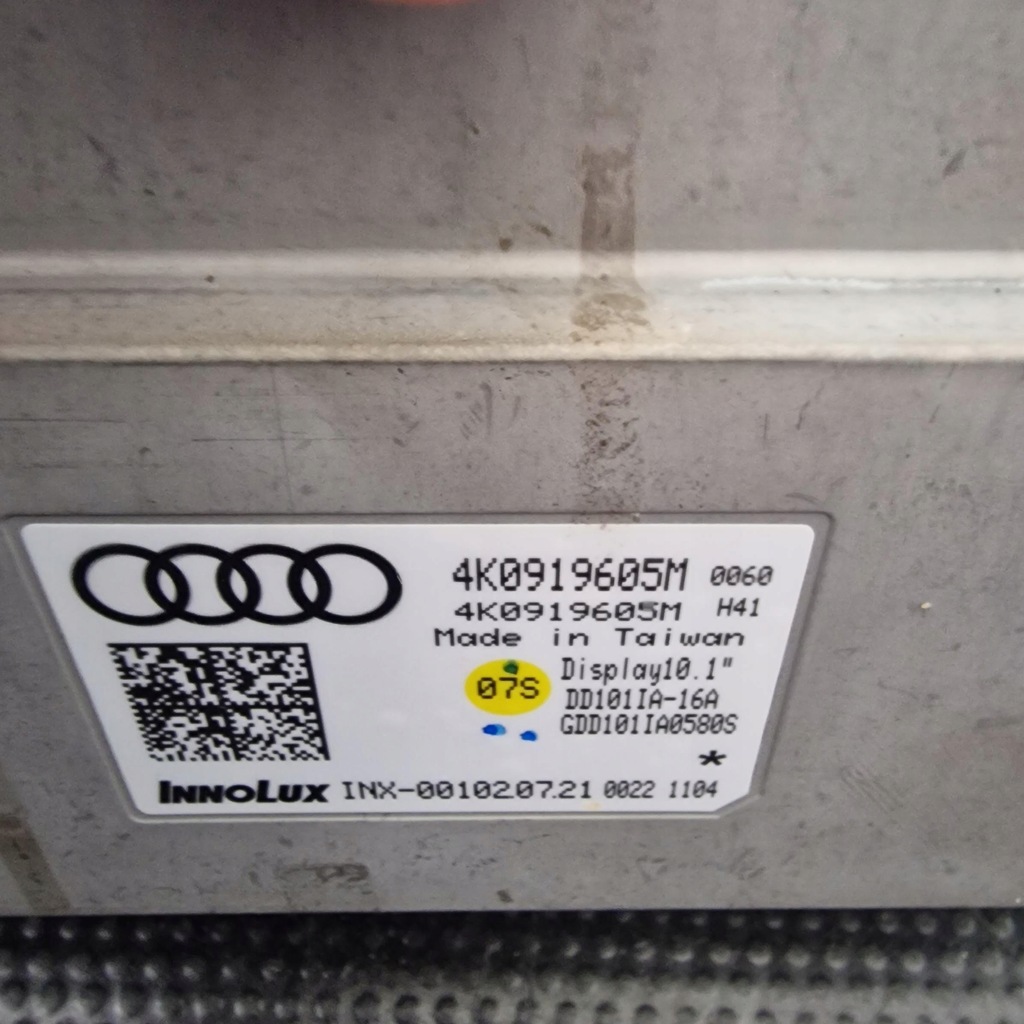 4K0919605M 0060
4K0919605M H41
Made in Taiwan
Display10.1"
07S
DD101IA-16A
GDD101IA0580S
*
INNOLUX INX-00102.07.21 0022 1104